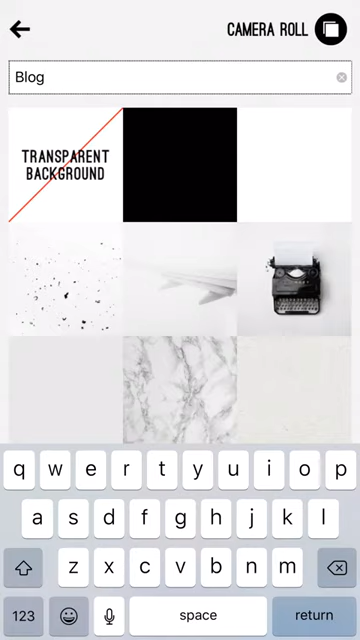 CAMERA ROLL
Blog
TRANSPARENT
BACKGROUND
q w e r t y u i o p
a s d f g h j k l
z x c v b n m
123 space return